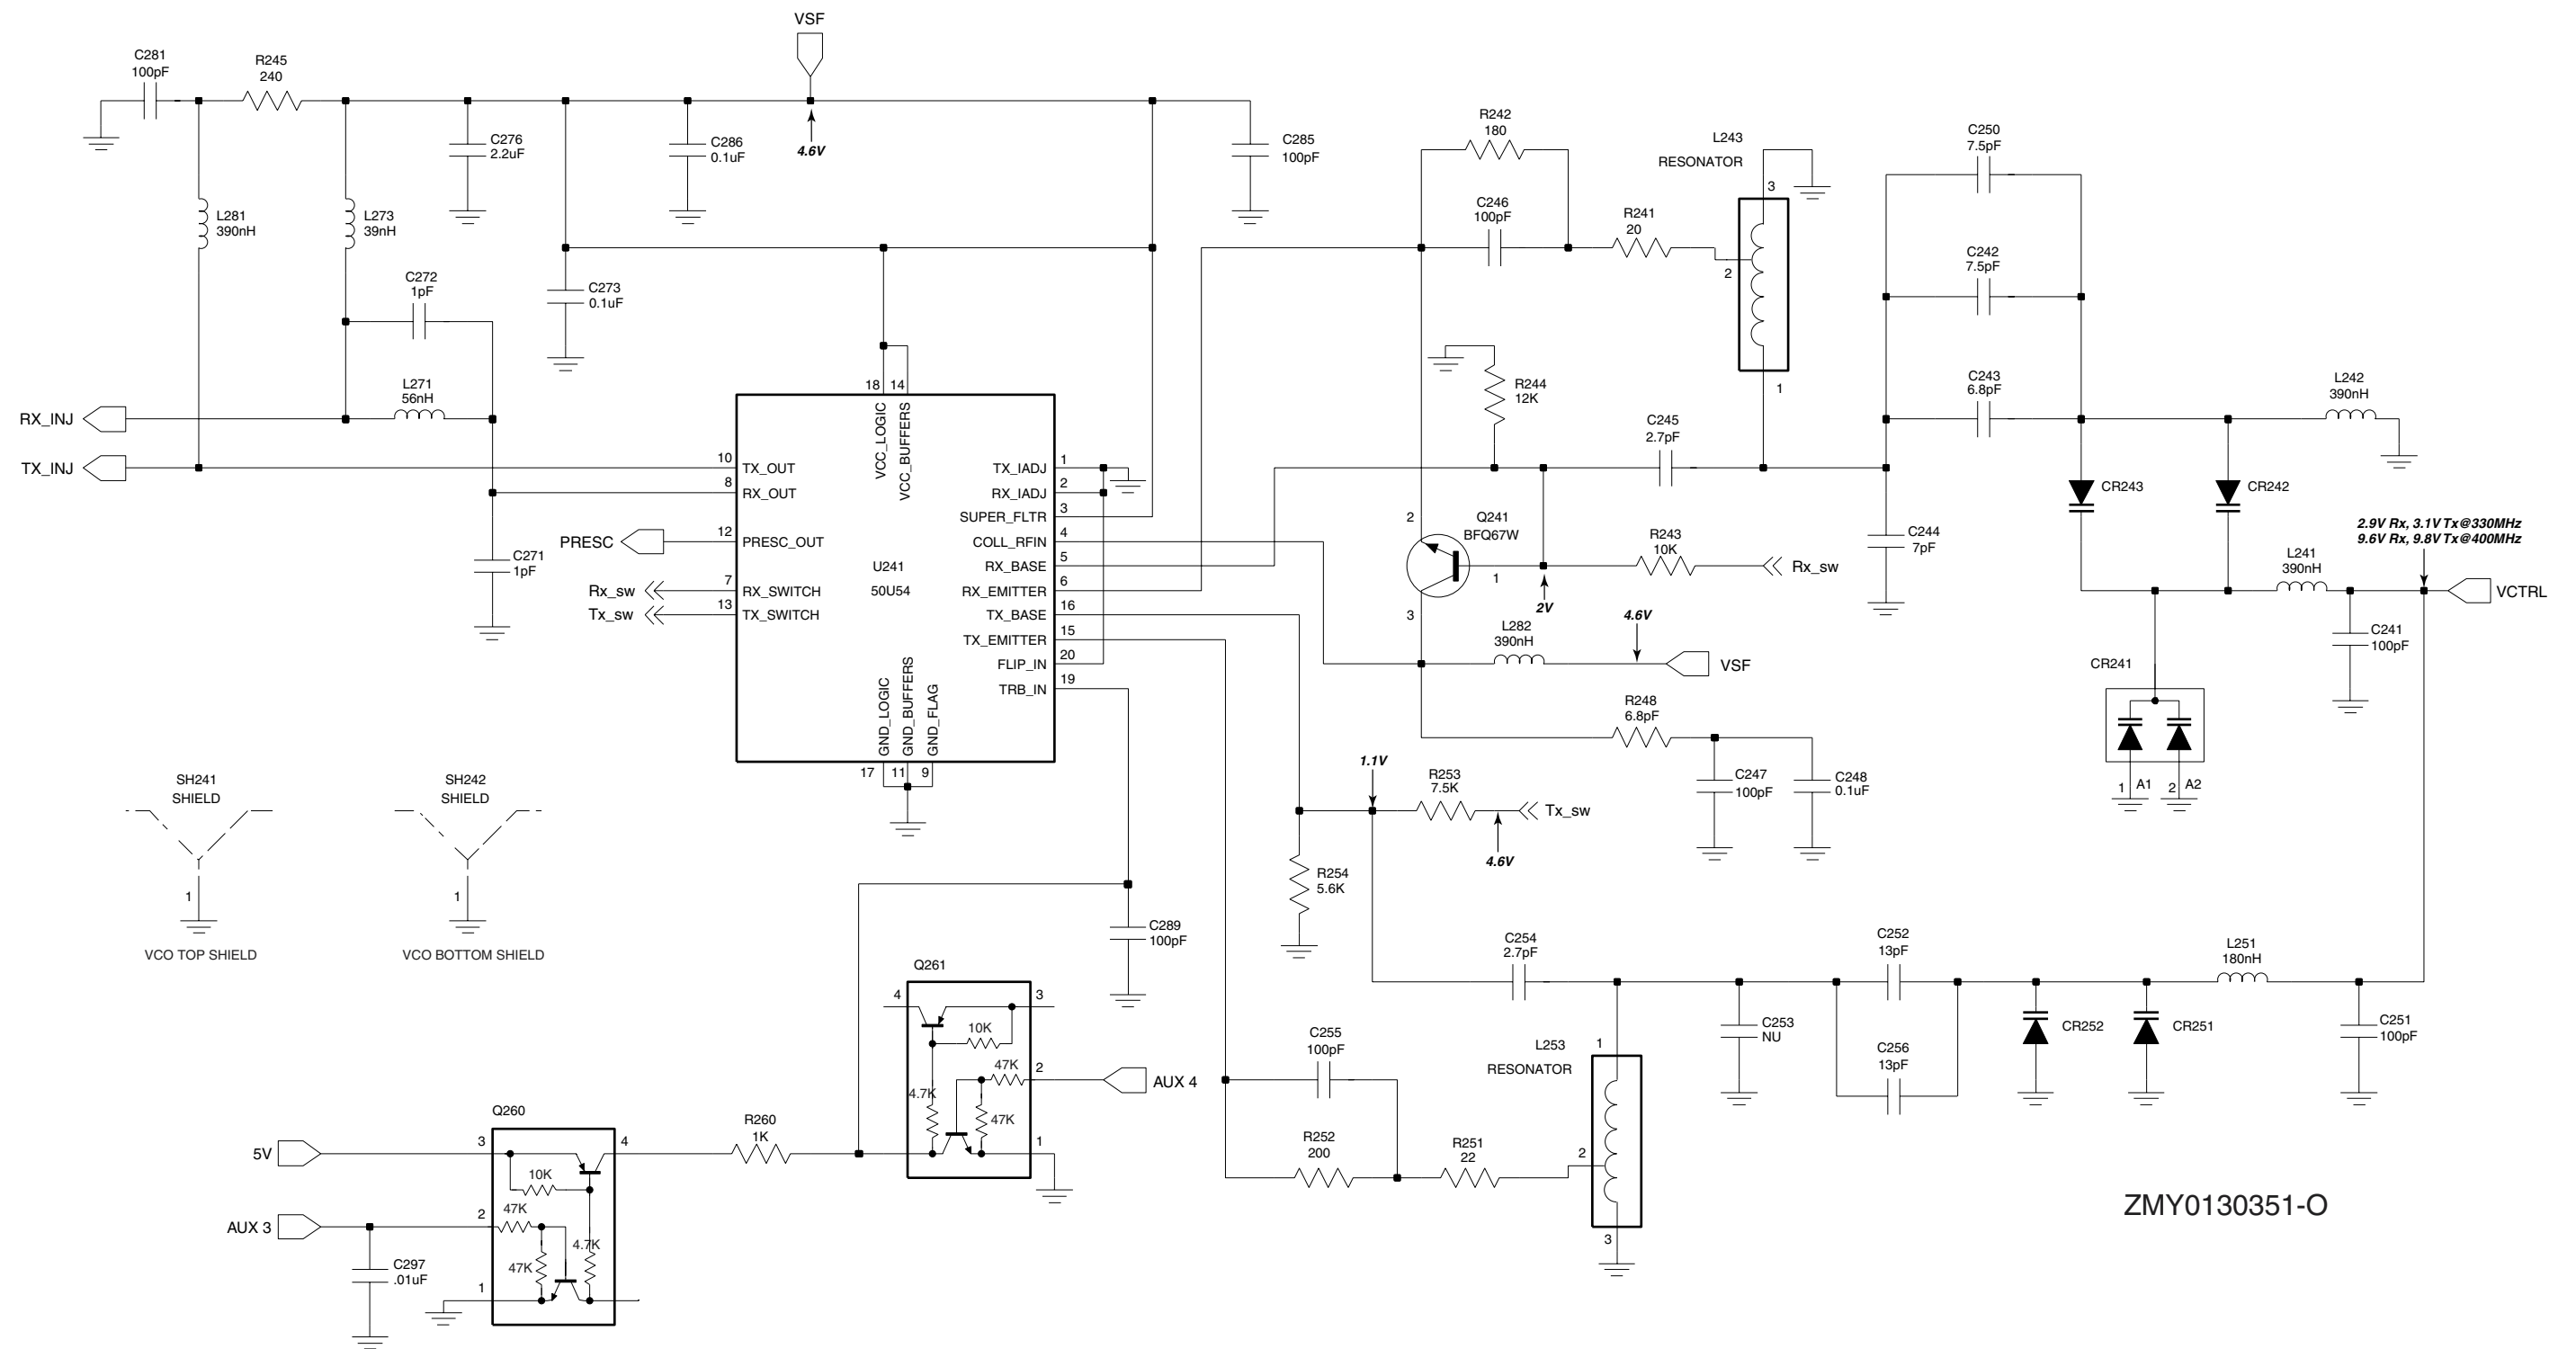 VSF
C281
100pF
R245
240
C276
2.2uF
C286
0.1uF
4.6V
C285
100pF
L281
390nH
L273
39nH
C272
1pF
C273
0.1uF
L271
56nH
RX_INJ
TX_INJ
C271
1pF
PRESC
Rx_sw
Tx_sw
18
14
VCC_LOGIC
VCC_BUFFERS
10
TX_OUT
8
RX_OUT
12
PRESC_OUT
7
RX_SWITCH
13
TX_SWITCH
U241
50U54
TX_IADJ
1
RX_IADJ
2
SUPER_FLTR
3
COLL_RFIN
4
RX_BASE
5
RX_EMITTER
6
TX_BASE
16
TX_EMITTER
15
FLIP_IN
20
TRB_IN
19
GND_LOGIC
GND_BUFFERS
GND_FLAG
17
11
9
R242
180
C246
100pF
R241
20
L243
RESONATOR
3
2
1
R244
12K
C245
2.7pF
2
Q241
BFQ67W
1
3
R243
10K
Rx_sw
2V
L282
390nH
4.6V
VSF
R248
6.8pF
C247
100pF
C248
0.1uF
C250
7.5pF
C242
7.5pF
C243
6.8pF
C244
7pF
L242
390nH
CR243
CR242
2.9V Rx, 3.1V Tx@330MHz
9.6V Rx, 9.8V Tx@400MHz
L241
390nH
VCTRL
C241
100pF
CR241
1
A1
2
A2
1.1V
R253
7.5K
Tx_sw
4.6V
R254
5.6K
SH241
SHIELD
1
VCO TOP SHIELD
SH242
SHIELD
1
VCO BOTTOM SHIELD
C289
100pF
Q261
4
3
10K
47K
2
AUX 4
4.7K
47K
1
Q260
5V
3
4
10K
47K
AUX 3
2
4.7K
47K
1
C297
.01uF
R260
1K
C254
2.7pF
C252
13pF
L251
180nH
C253
NU
C256
13pF
CR252
CR251
C251
100pF
C255
100pF
R252
200
R251
22
L253
RESONATOR
1
2
3
ZMY0130351-O